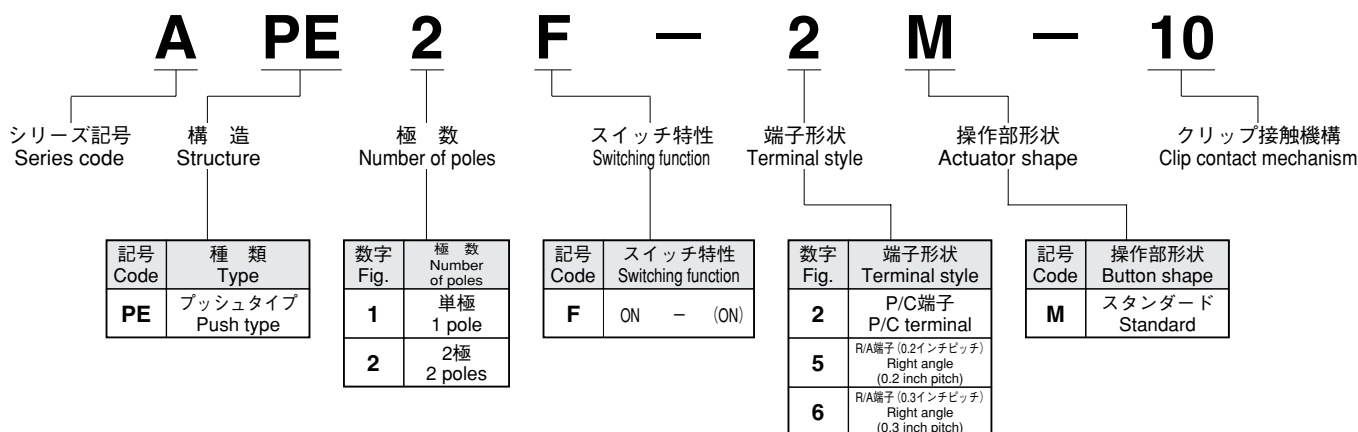 A PE 2 F － 2 M － 10
シリーズ記号
Series code
構 造
Structure
極 数
Number of poles
スイッチ特性
Switching function
端子形状
Terminal style
操作部形状
Actuator shape
クリップ接触機構
Clip contact mechanism
記号 種 類
Code Type
PE プッシュタイプ
Push type
数字 極 数
Fig. Number
of poles
1 単極
1 pole
2 2極
2 poles
記号 スイッチ特性
Code Switching function
F ON － (ON)
数字 端子形状
Fig. Terminal style
2 P/C端子
P/C terminal
5 R/A端子(0.2インチピッチ)
Right angle
(0.2 inch pitch)
6 R/A端子(0.3インチピッチ)
Right angle
(0.3 inch pitch)
記号 操作部形状
Code Button shape
M スタンダード
Standard